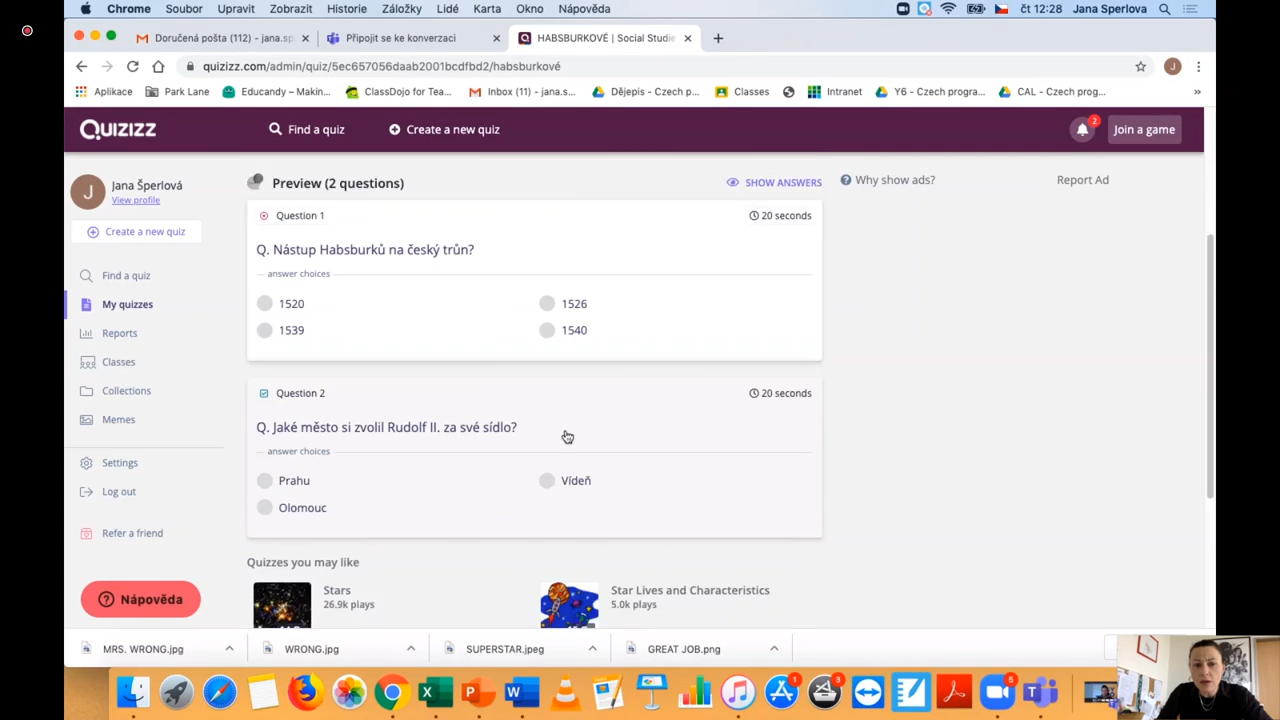 Chrome Soubor Upravit Zobrazit Historie Záložky Lidé Karta Okno Nápověda čt 12:28 Jana Sperlova
Doručená pošta (112) - jana.sp Připojit se ke konverzaci HABSBURKOVÉ | Social Studie
quizizz.com/admin/quiz/5ec657056daab2001bcdfbd2/habsburkové J
Aplikace Park Lane Educandy – Makin... ClassDojo for Tea... Inbox (11) - jana.s... Dějepis - Czech p... Classes Intranet Y6 - Czech progra... CAL - Czech prog... »
Quizizz Find a quiz Create a new quiz 2 Join a game
J Jana Šperlová
View profile
Create a new quiz
Find a quiz
My quizzes
Reports
Classes
Collections
Memes
Settings
Log out
Refer a friend
Nápověda
Preview (2 questions) SHOW ANSWERS
Why show ads? Report Ad
Question 1 20 seconds
Q. Nástup Habsburků na český trůn?
answer choices
1520 1526
1539 1540
Question 2 20 seconds
Q. Jaké město si zvolil Rudolf II. za své sídlo?
answer choices
Prahu Vídeň
Olomouc
Quizzes you may like
Stars
26.9k plays
Star Lives and Characteristics
5.0k plays
MRS. WRONG.jpg WRONG.jpg SUPERSTAR.jpeg GREAT JOB.png
1 3 5